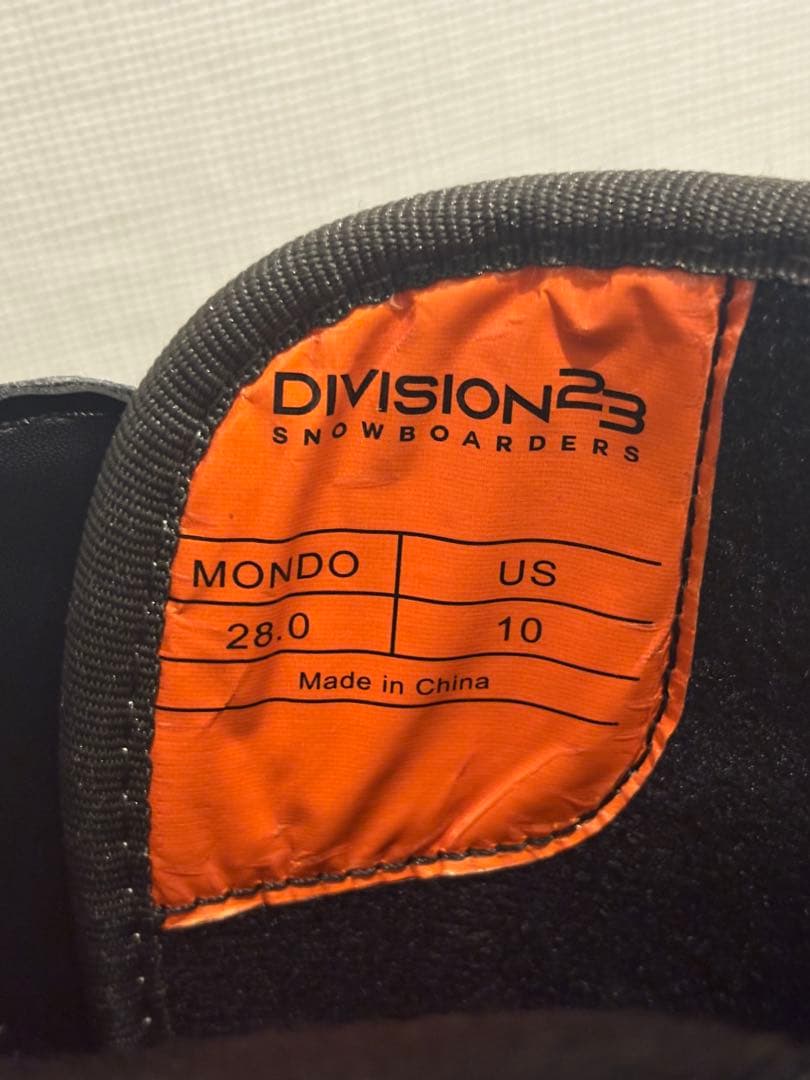 DIVISION23
SNOWBOARDERS
MONDO US
28.0 10
Made in China